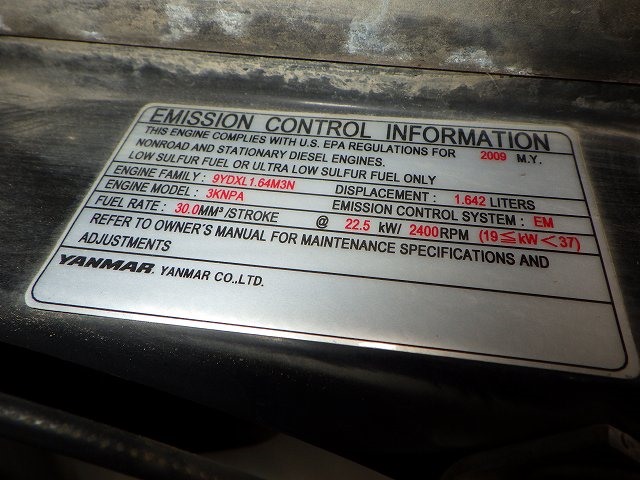 EMISSION CONTROL INFORMATION
THIS ENGINE COMPLIES WITH U.S. EPA REGULATIONS FOR 2009 M.Y.
NONROAD AND STATIONARY DIESEL ENGINES.
LOW SULFUR FUEL OR ULTRA LOW SULFUR FUEL ONLY
ENGINE FAMILY : 9YDXL1.64M3N DISPLACEMENT : 1.642 LITERS
ENGINE MODEL : 3KNPA EMISSION CONTROL SYSTEM : EM
FUEL RATE : 30.0MM³/STROKE @ 22.5 kW/ 2400RPM (19≦kW<37)
REFER TO OWNER'S MANUAL FOR MAINTENANCE SPECIFICATIONS AND
ADJUSTMENTS
YANMAR. YANMAR CO.,LTD.